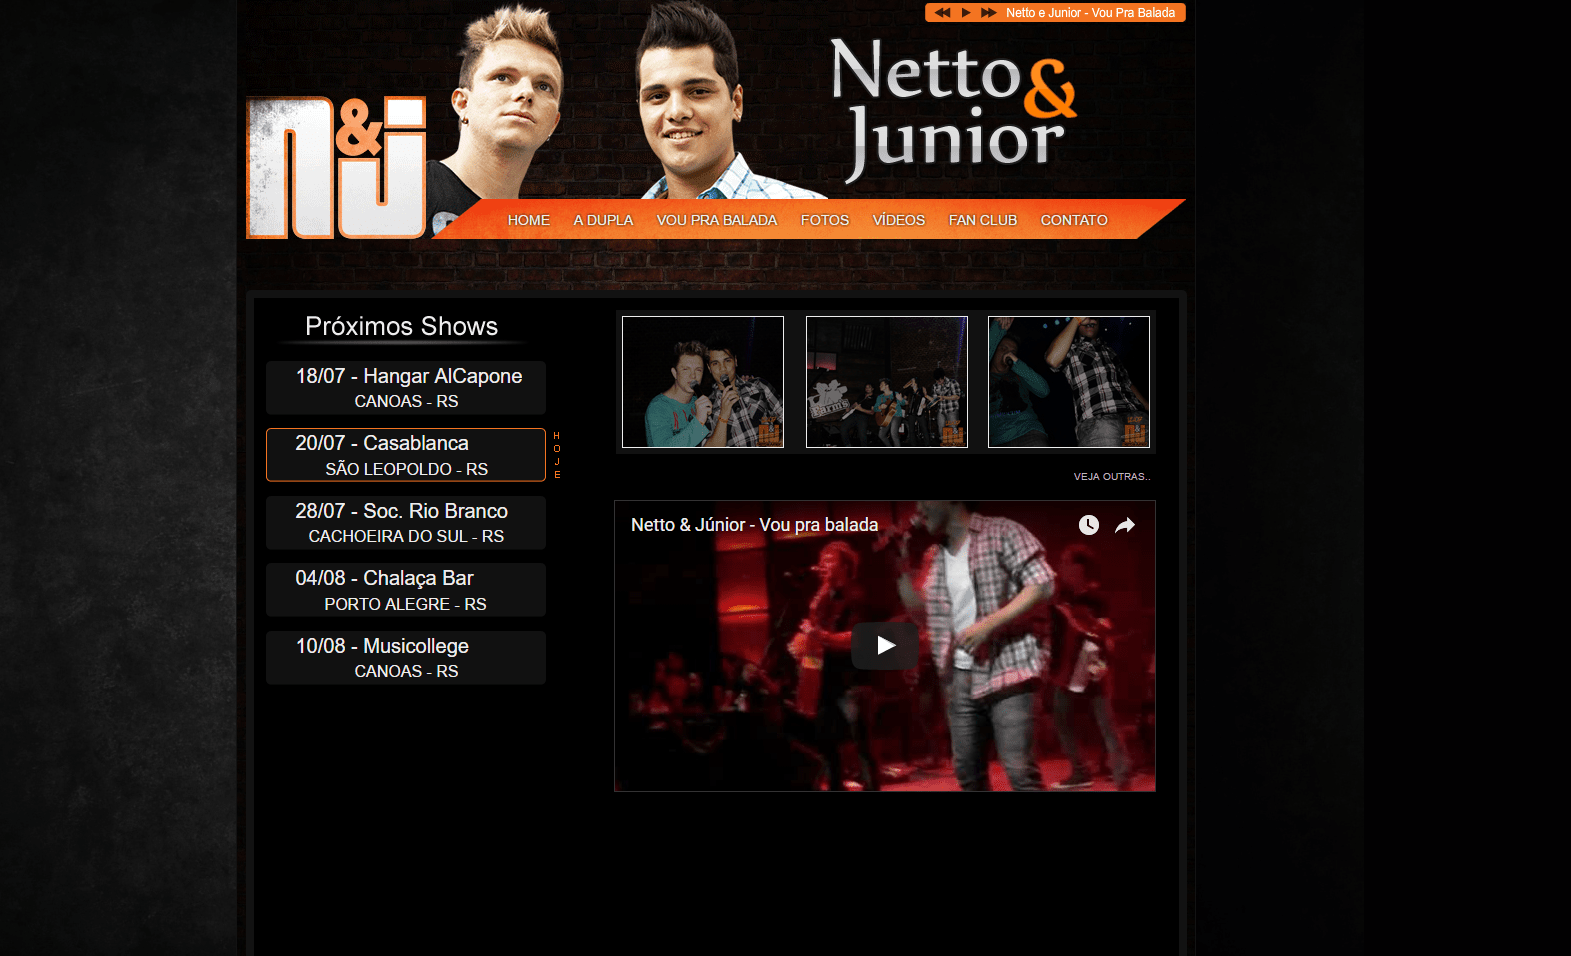 Netto e Junior - Vou Pra Balada
Netto &
Junior
n&j
HOME A DUPLA VOU PRA BALADA FOTOS VÍDEOS FAN CLUB CONTATO
Próximos Shows
18/07 - Hangar AlCapone
CANOAS - RS
20/07 - Casablanca
SÃO LEOPOLDO - RS
HOJE
28/07 - Soc. Rio Branco
CACHOEIRA DO SUL - RS
04/08 - Chalaça Bar
PORTO ALEGRE - RS
10/08 - Musicollege
CANOAS - RS
Farm's
n&j
n&j
n&j
VEJA OUTRAS..
Netto & Júnior - Vou pra balada